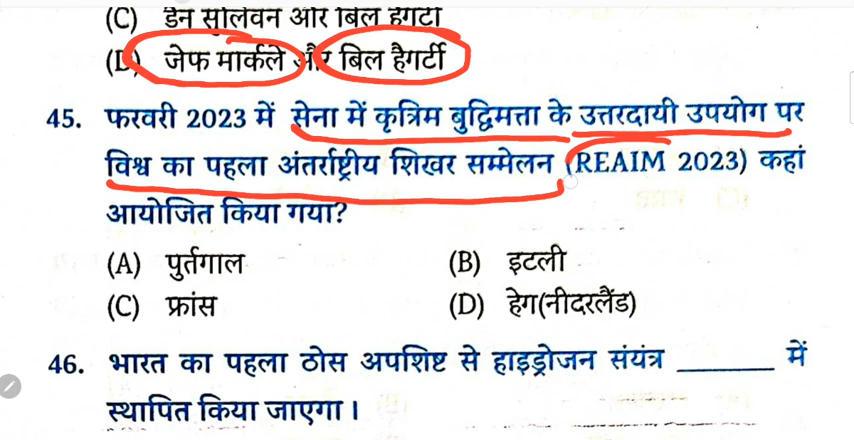 (C) डैन सुलिवन और बिल हैगर्टी
(D) जेफ मार्कले और बिल हैगर्टी
45. फरवरी 2023 में सेना में कृत्रिम बुद्धिमत्ता के उत्तरदायी उपयोग पर
विश्व का पहला अंतर्राष्ट्रीय शिखर सम्मेलन (REAIM 2023) कहां
आयोजित किया गया?
(A) पुर्तगाल
(B) इटली
(C) फ्रांस
(D) हेग(नीदरलैंड)
46. भारत का पहला ठोस अपशिष्ट से हाइड्रोजन संयंत्र ________ में
स्थापित किया जाएगा।